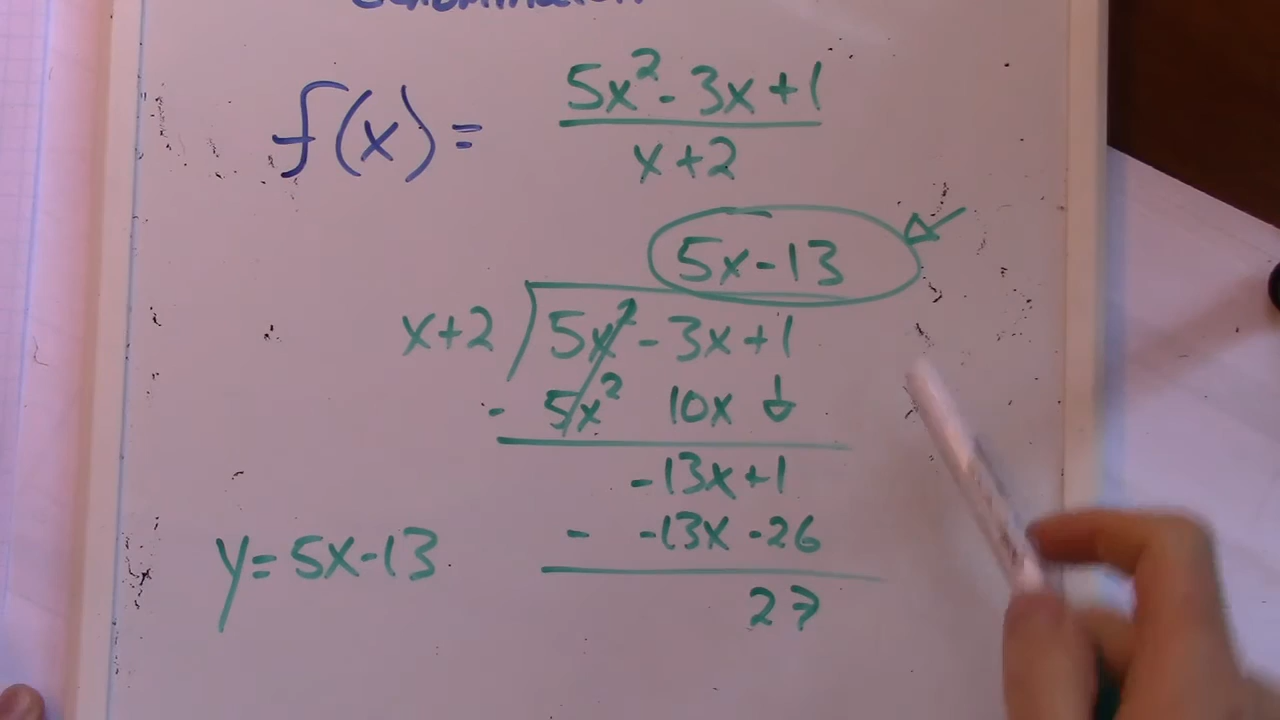 f(x) = 5x² - 3x + 1
x + 2
5x - 13
x + 2 5x² - 3x + 1
- 5x² 10x ↓
-13x + 1
- -13x - 26
y = 5x - 13
27